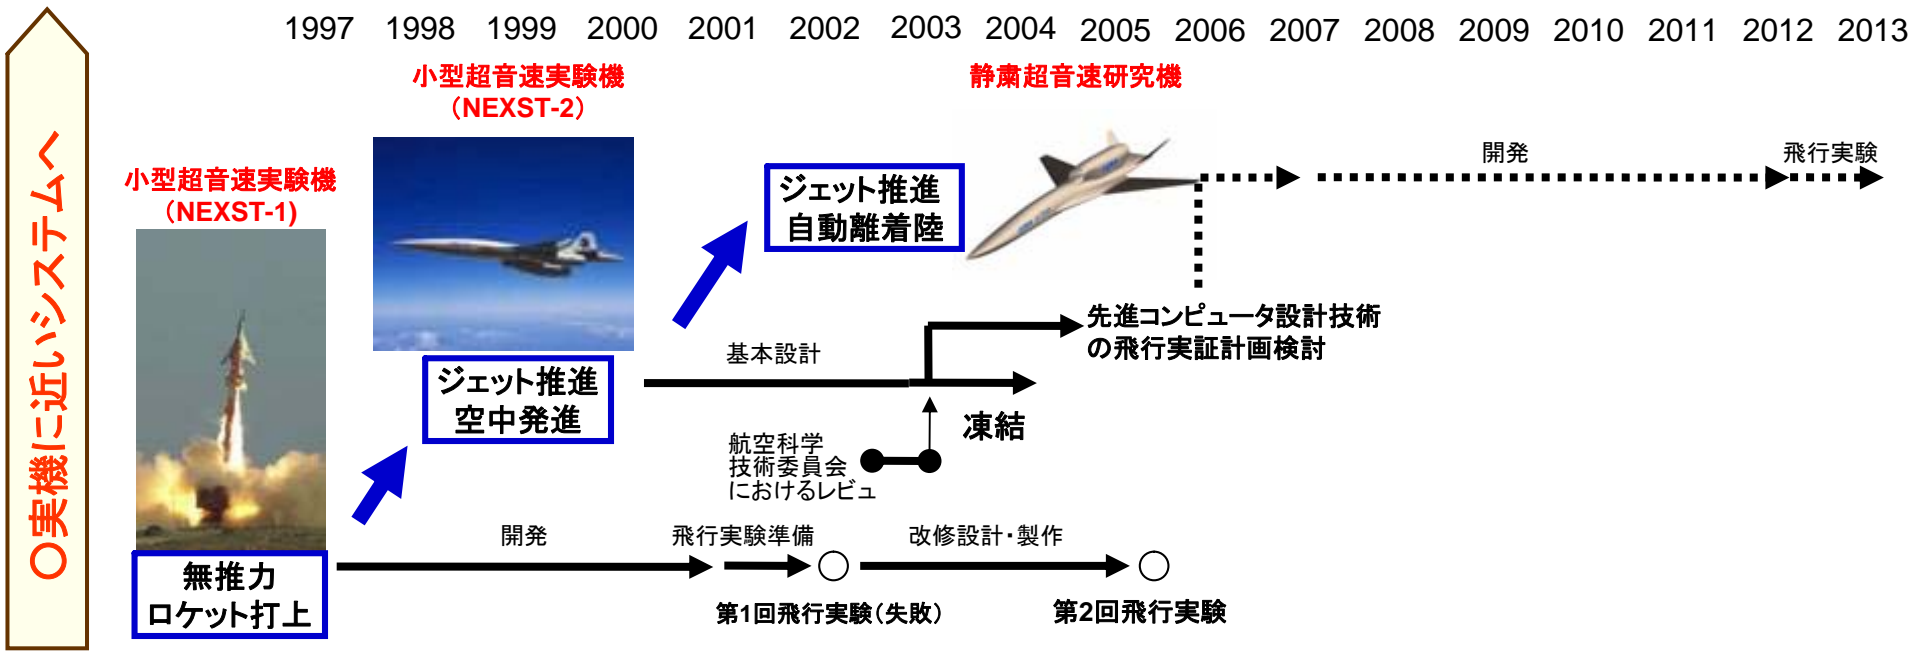 1997 1998 1999 2000 2001 2002 2003 2004 2005 2006 2007 2008 2009 2010 2011 2012 2013
〇実機に近いシステムへ
小型超音速実験機
(NEXST-1)
無推力
ロケット打上
小型超音速実験機
(NEXST-2)
ジェット推進
空中発進
静粛超音速研究機
ジェット推進
自動離着陸
開発
飛行実験
先進コンピュータ設計技術
の飛行実証計画検討
基本設計
凍結
航空科学
技術委員会
におけるレビュ
開発
飛行実験準備
改修設計・製作
第1回飛行実験(失敗)
第2回飛行実験